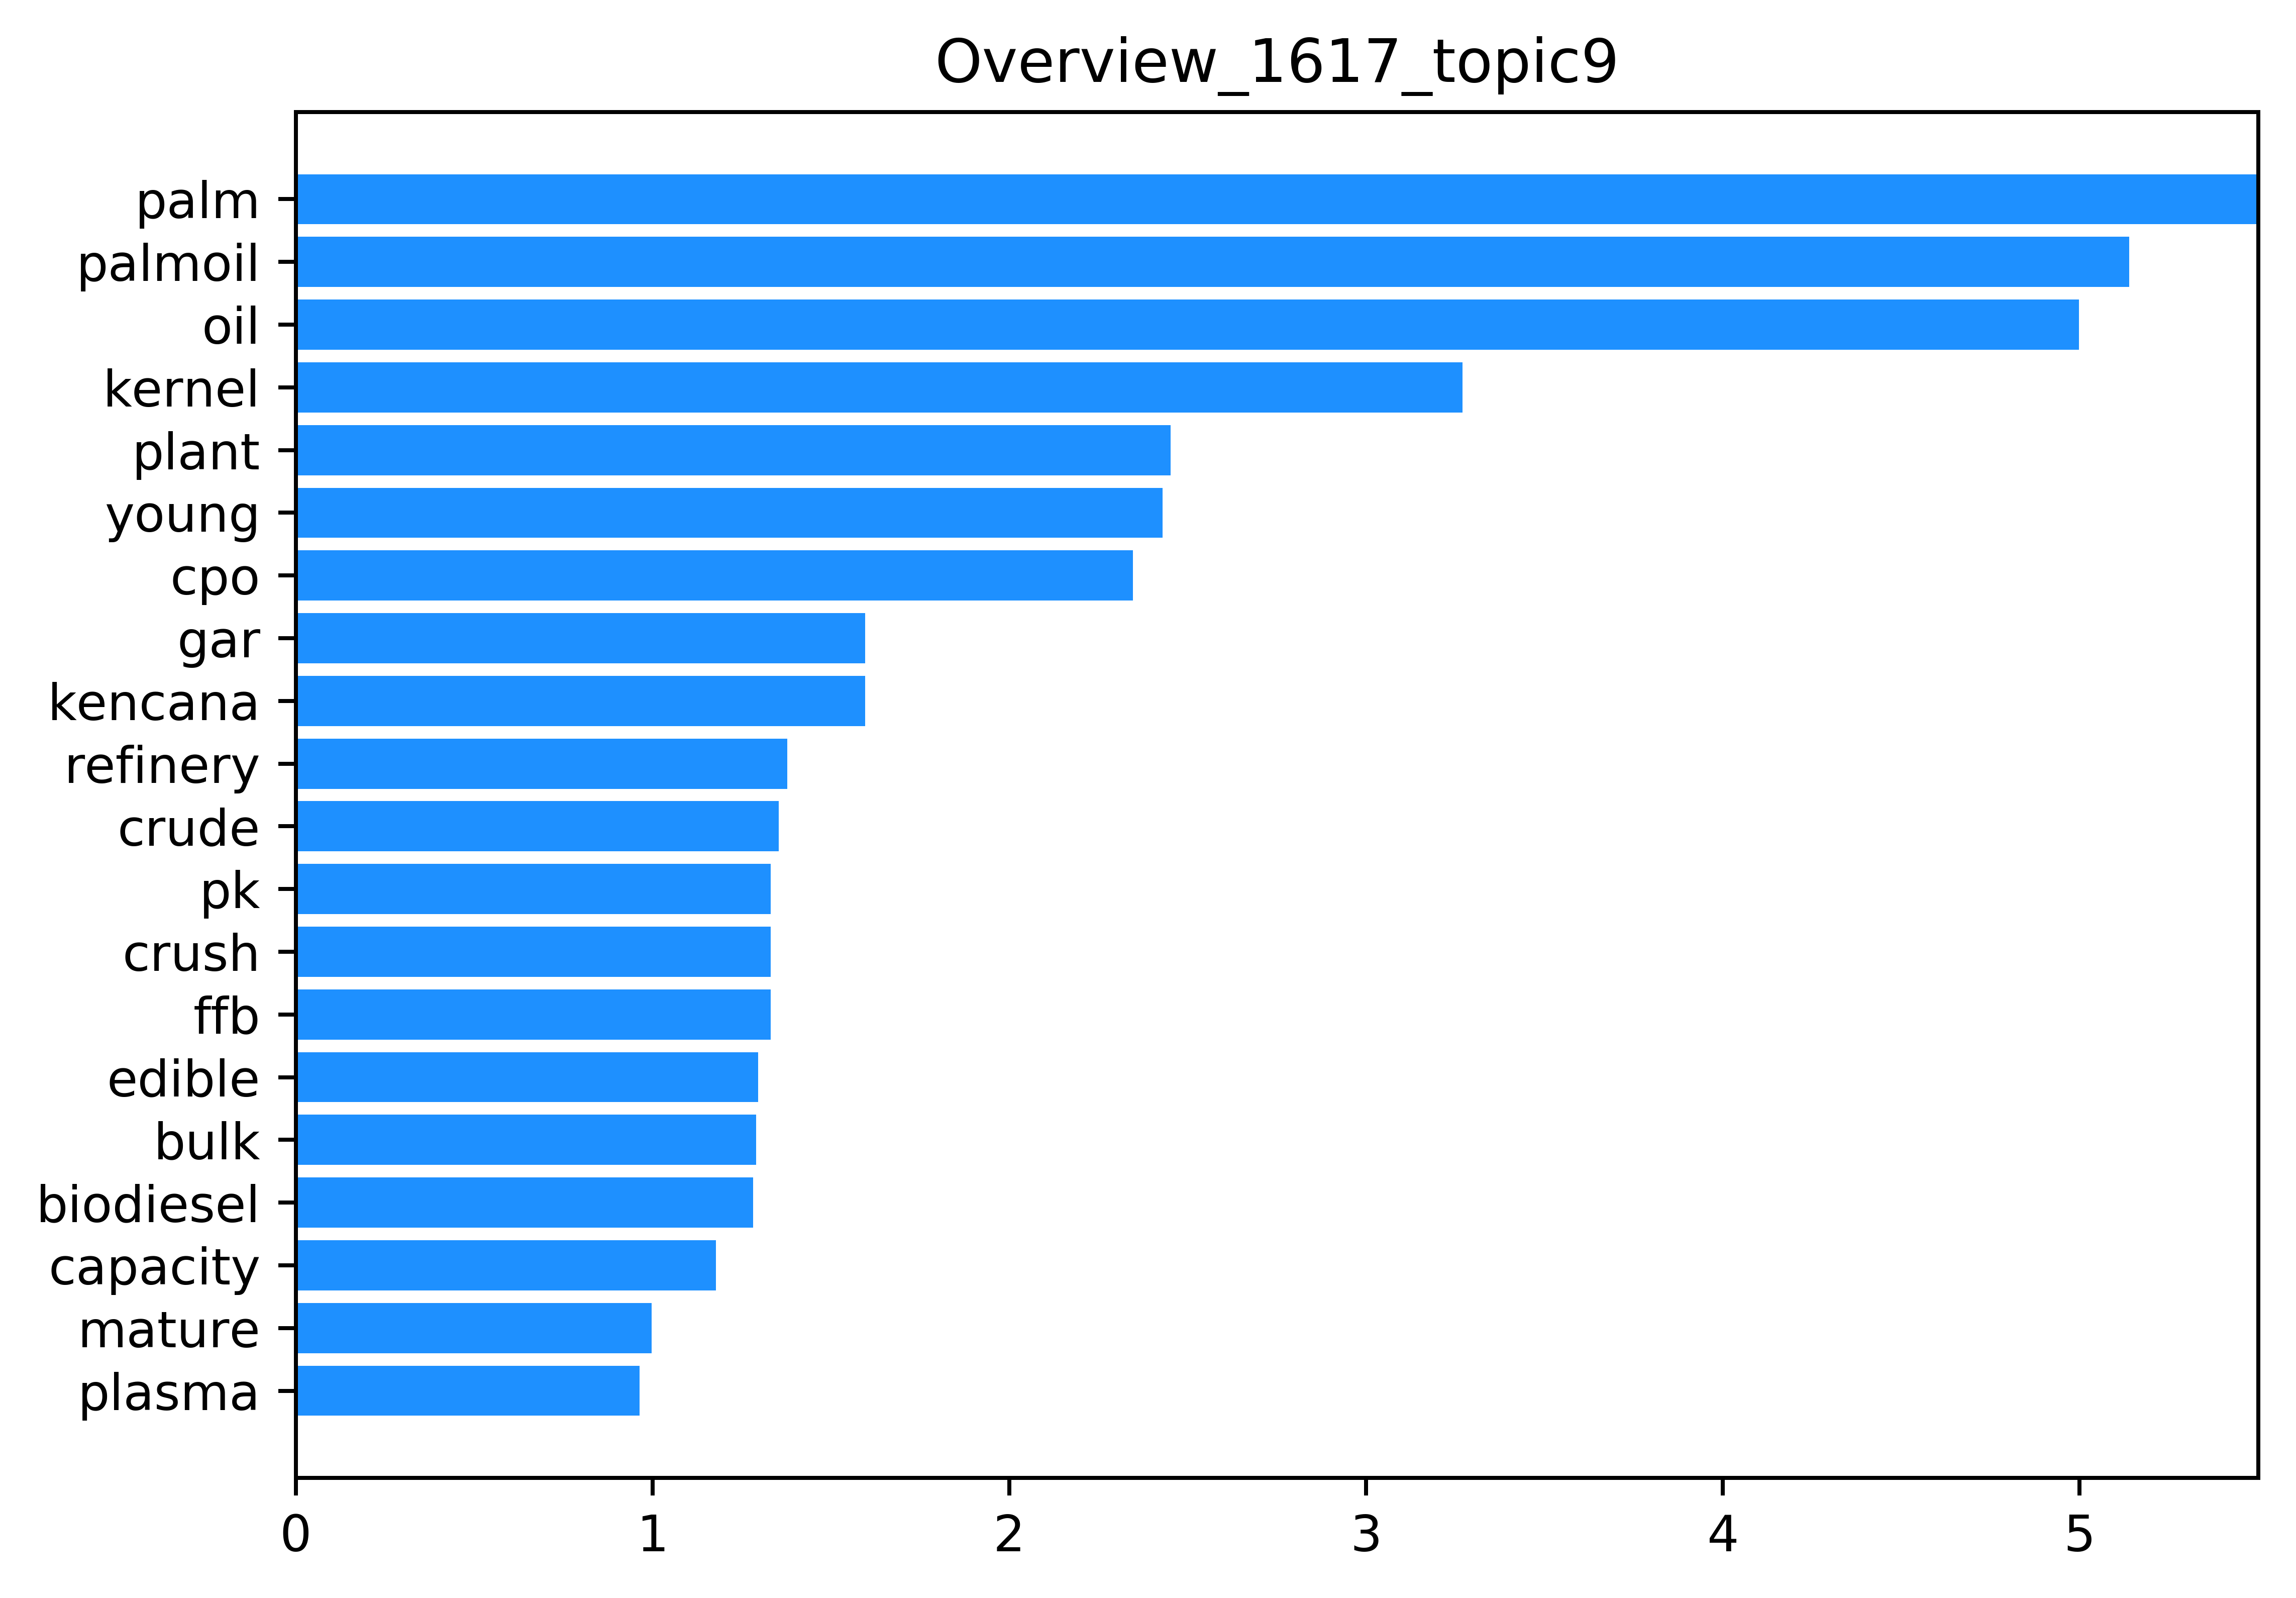 Overview_1617_topic9
palm
palmoil
oil
kernel
plant
young
cpo
gar
kencana
refinery
crude
pk
crush
ffb
edible
bulk
biodiesel
capacity
mature
plasma
0 1 2 3 4 5